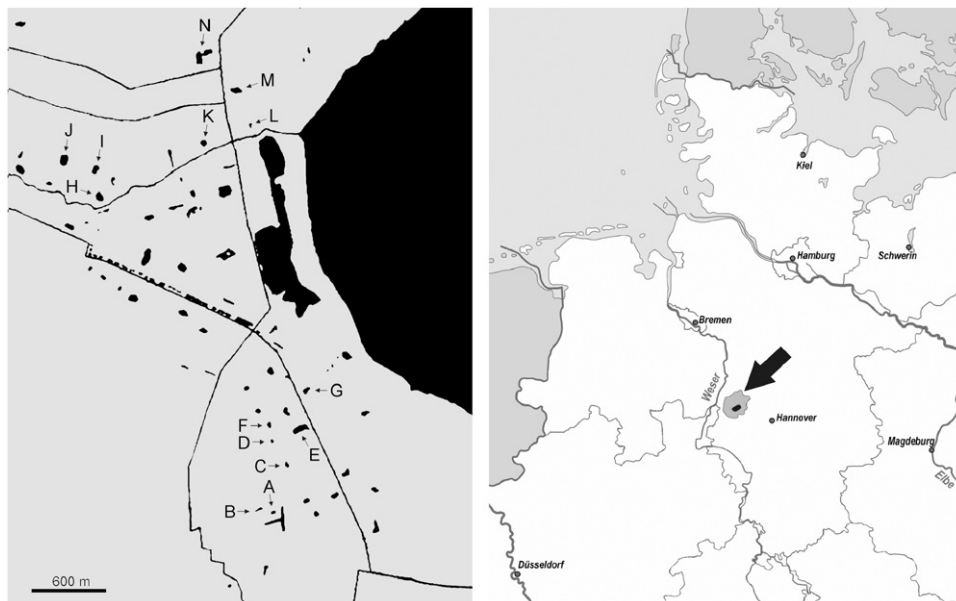 N
M
L
K
J
I
H
G
F
D
E
C
A
B
600 m
Kiel
Hamburg
Schwerin
Bremen
Weser
Hannover
Magdeburg
Elbe
Düsseldorf